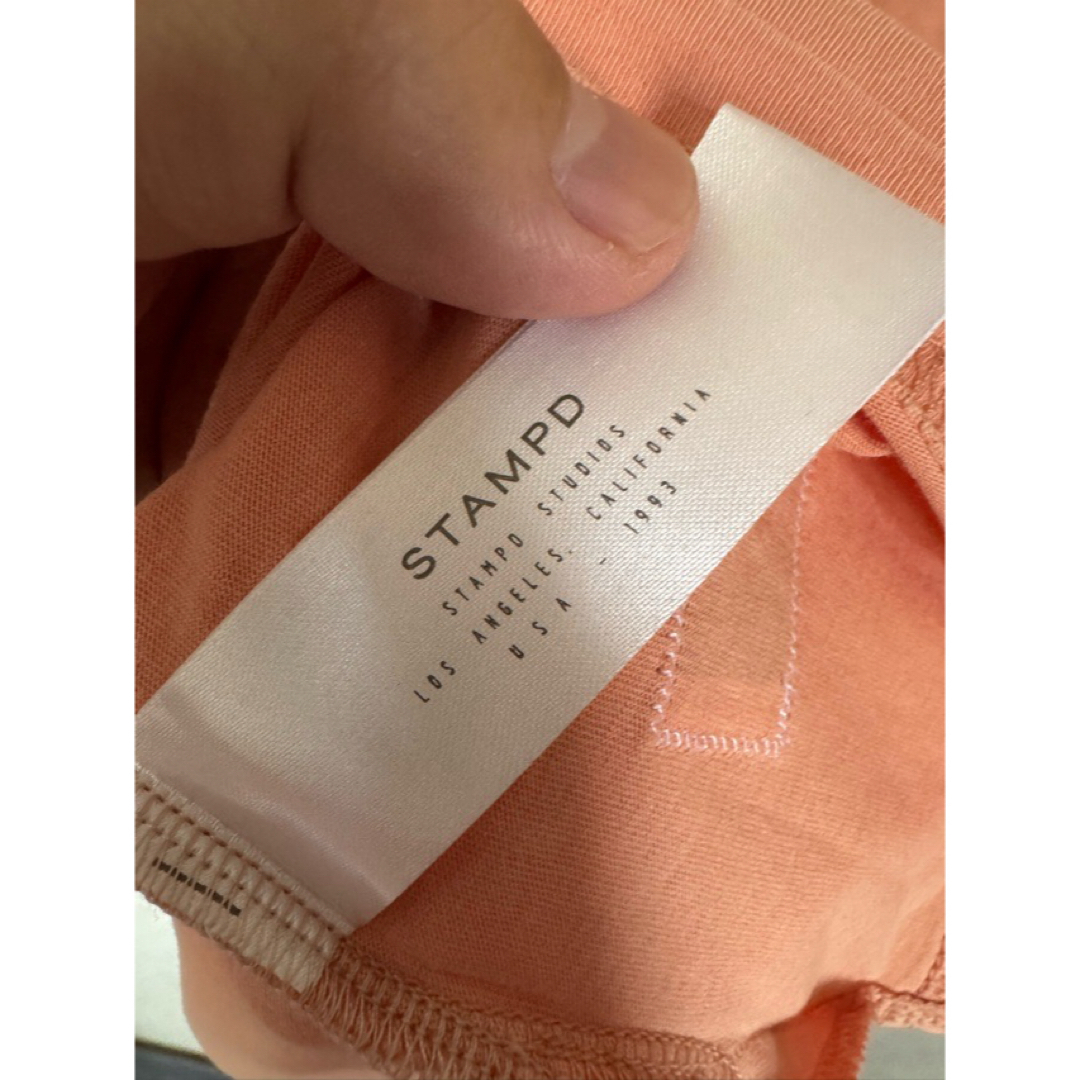 STAMPD
STAMPD STUDIOS
LOS ANGELES, CALIFORNIA
USA - 1993